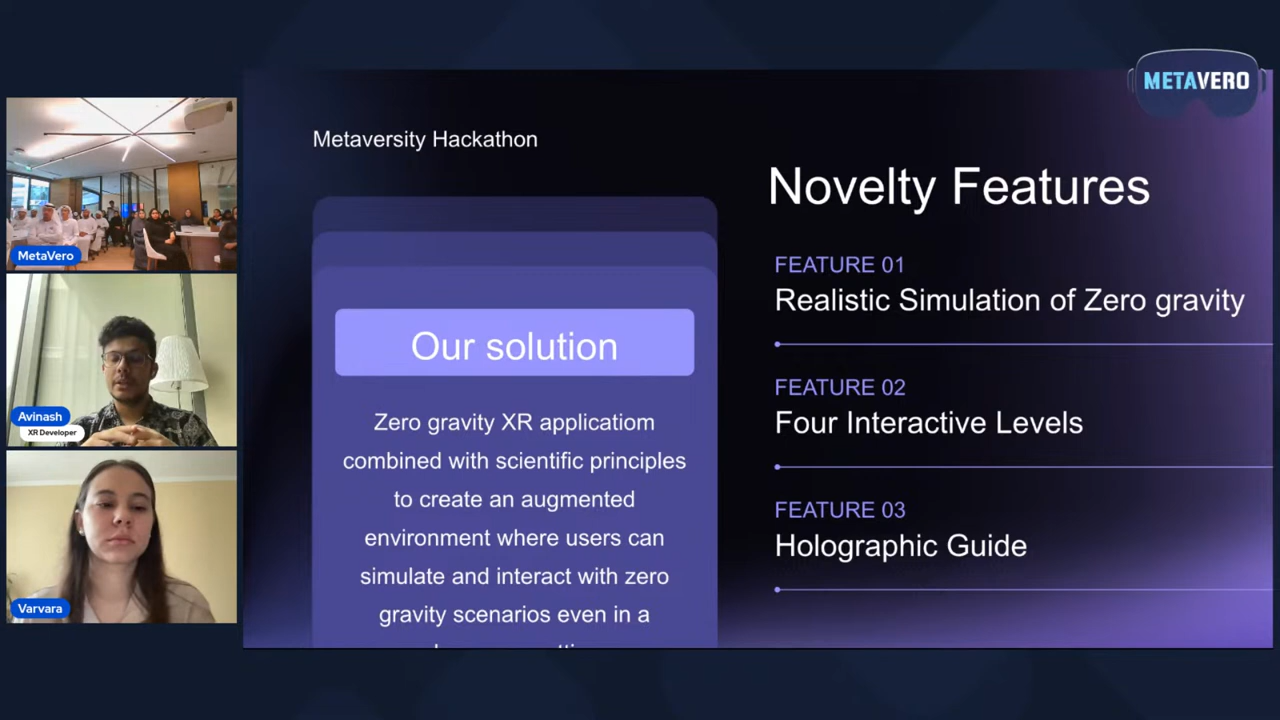 METAVERO
Metaversity Hackathon
Our solution
Zero gravity XR applicatiom
combined with scientific principles
to create an augmented
environment where users can
simulate and interact with zero
gravity scenarios even in a
Novelty Features
FEATURE 01
Realistic Simulation of Zero gravity
FEATURE 02
Four Interactive Levels
FEATURE 03
Holographic Guide
MetaVero
Avinash
XR Developer
Varvara